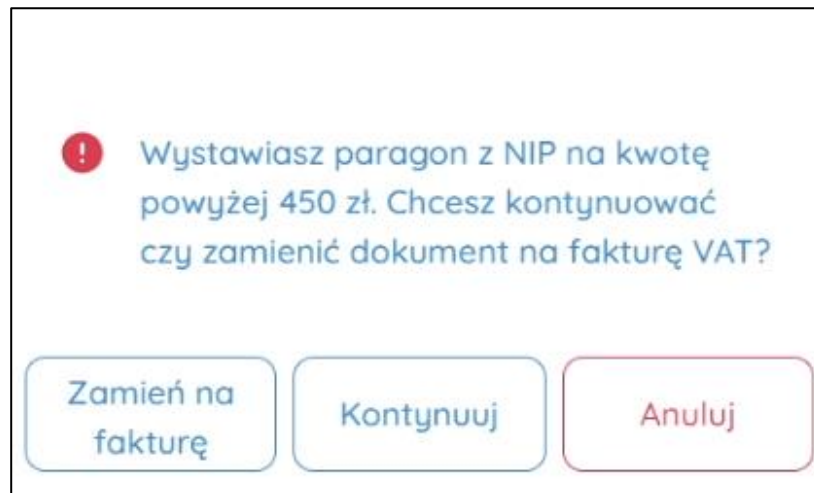 Wystawiasz paragon z NIP na kwotę
powyżej 450 zł. Chcesz kontynuować
czy zamienić dokument na fakturę VAT?
Zamień na
fakturę
Kontynuuj
Anuluj